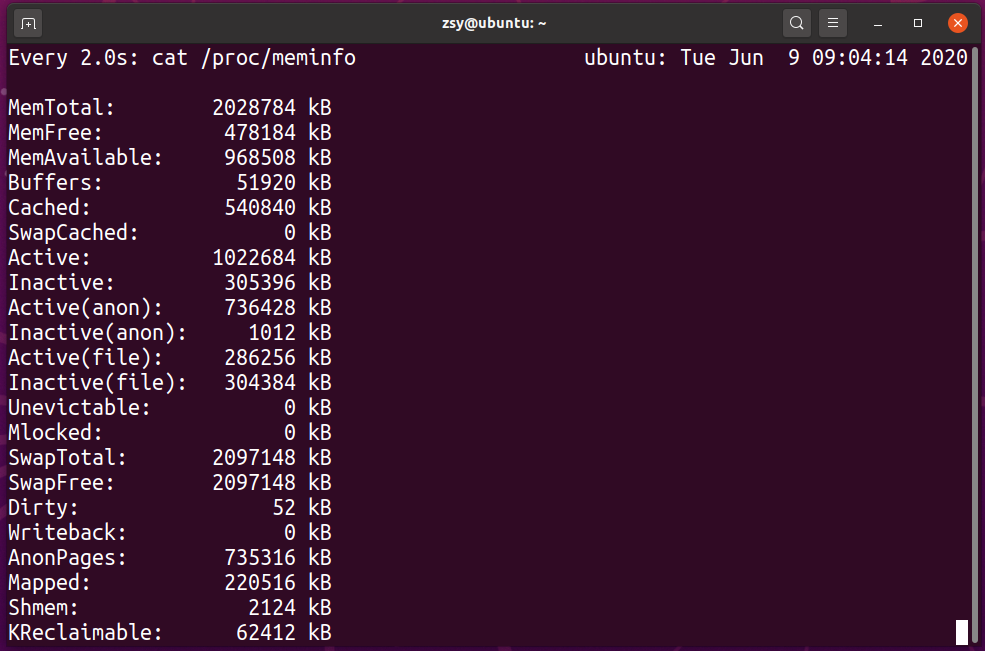 zsy@ubuntu: ~
Every 2.0s: cat /proc/meminfo ubuntu: Tue Jun  9 09:04:14 2020
MemTotal: 2028784 kB
MemFree: 478184 kB
MemAvailable: 968508 kB
Buffers: 51920 kB
Cached: 540840 kB
SwapCached: 0 kB
Active: 1022684 kB
Inactive: 305396 kB
Active(anon): 736428 kB
Inactive(anon): 1012 kB
Active(file): 286256 kB
Inactive(file): 304384 kB
Unevictable: 0 kB
Mlocked: 0 kB
SwapTotal: 2097148 kB
SwapFree: 2097148 kB
Dirty: 52 kB
Writeback: 0 kB
AnonPages: 735316 kB
Mapped: 220516 kB
Shmem: 2124 kB
KReclaimable: 62412 kB